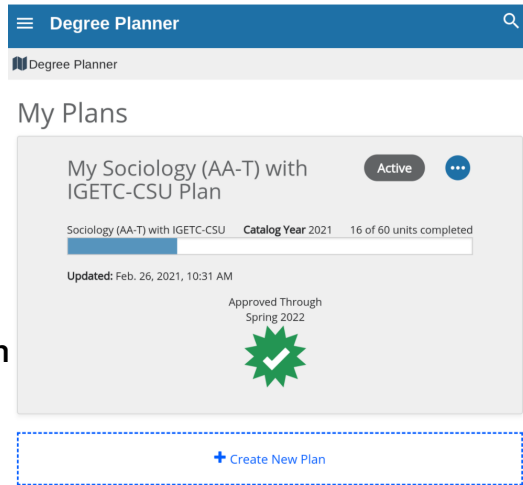 Degree Planner
Degree Planner
My Plans
My Sociology (AA-T) with
IGETC-CSU Plan
Active
Sociology (AA-T) with IGETC-CSU Catalog Year 2021 16 of 60 units completed
Updated: Feb. 26, 2021, 10:31 AM
Approved Through
Spring 2022
n
Create New Plan